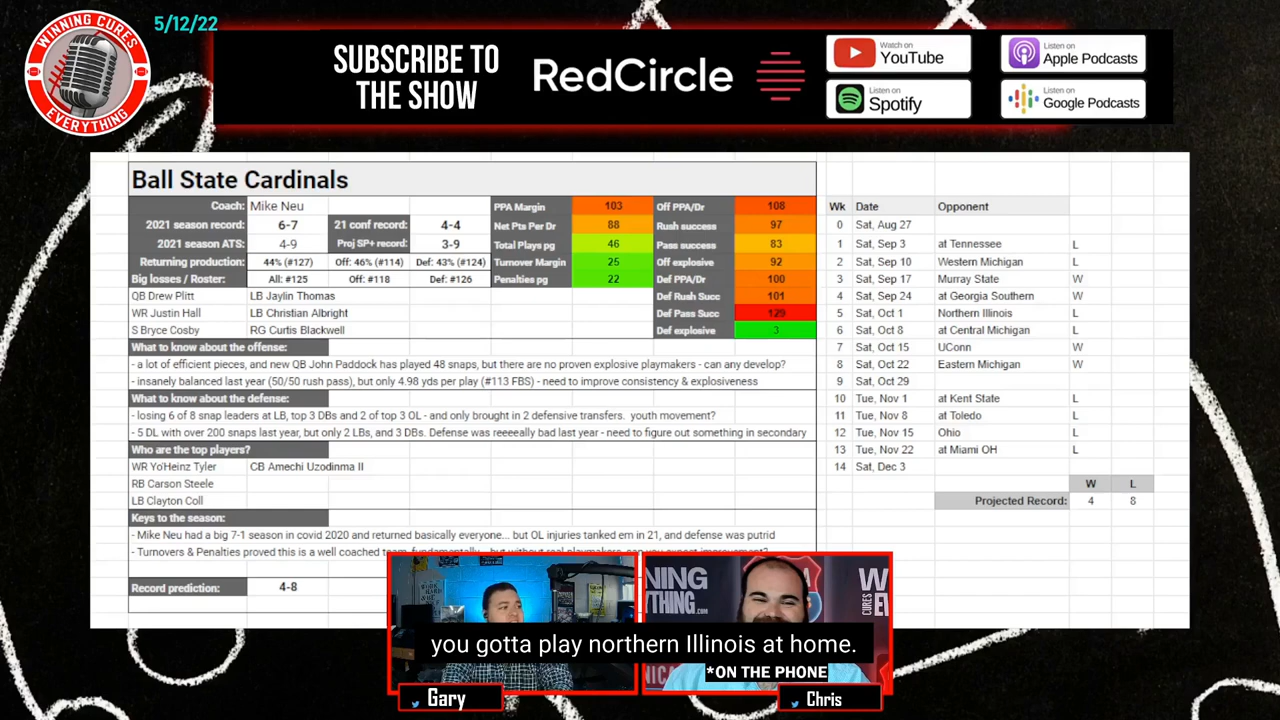 5/12/22
WINNING CURES
EVERYTHING
SUBSCRIBE TO
THE SHOW
RedCircle
Watch on
YouTube
Listen on
Apple Podcasts
Listen on
Spotify
Listen on
Google Podcasts
Ball State Cardinals
Coach: Mike Neu
2021 season record: 6-7 21 conf record: 4-4
2021 season ATS: 4-9 Proj SP+ record: 3-9
Returning production: 44% (#127) Off: 46% (#114) Def: 43% (#124)
Big losses / Roster: All: #125 Off: #118 Def: #126
QB Drew Plitt LB Jaylin Thomas
WR Justin Hall LB Christian Albright
S Bryce Cosby RG Curtis Blackwell
PPA Margin 103 Off PPA/Dr 108
Net Pts Per Dr 88 Rush success 97
Total Plays pg 46 Pass success 83
Turnover Margin 25 Off explosive 92
Penalties pg 22 Def PPA/Dr 100
Def Rush Succ 101
Def Pass Succ 129
Def explosive 3
What to know about the offense:
- a lot of efficient pieces, and new QB John Paddock has played 48 snaps, but there are no proven explosive playmakers - can any develop?
- insanely balanced last year (50/50 rush pass), but only 4.98 yds per play (#113 FBS) - need to improve consistency & explosiveness
What to know about the defense:
- losing 6 of 8 snap leaders at LB, top 3 DBs and 2 of top 3 OL - and only brought in 2 defensive transfers. youth movement?
- 5 DL with over 200 snaps last year, but only 2 LBs, and 3 DBs. Defense was reeeeally bad last year - need to figure out something in secondary
Who are the top players?
WR Yo'Heinz Tyler CB Amechi Uzodinma II
RB Carson Steele
LB Clayton Coll
Keys to the season:
- Mike Neu had a big 7-1 season in covid 2020 and returned basically everyone... but OL injuries tanked em in 21, and defense was putrid
- Turnovers & Penalties proved this is a well coached team, fundamentally... but without real playmakers, can you expect improvement?
Record prediction: 4-8
Wk Date Opponent
0 Sat, Aug 27
1 Sat, Sep 3 at Tennessee L
2 Sat, Sep 10 Western Michigan L
3 Sat, Sep 17 Murray State W
4 Sat, Sep 24 at Georgia Southern W
5 Sat, Oct 1 Northern Illinois L
6 Sat, Oct 8 at Central Michigan L
7 Sat, Oct 15 UConn W
8 Sat, Oct 22 Eastern Michigan W
9 Sat, Oct 29
10 Tue, Nov 1 at Kent State L
11 Tue, Nov 8 at Toledo L
12 Tue, Nov 15 Ohio L
13 Tue, Nov 22 at Miami OH L
14 Sat, Dec 3
W L
Projected Record: 4 8
NING
YTHING
.COM
W
CURES
you gotta play northern Illinois at home.
*ON THE PHONE
Gary
Chris